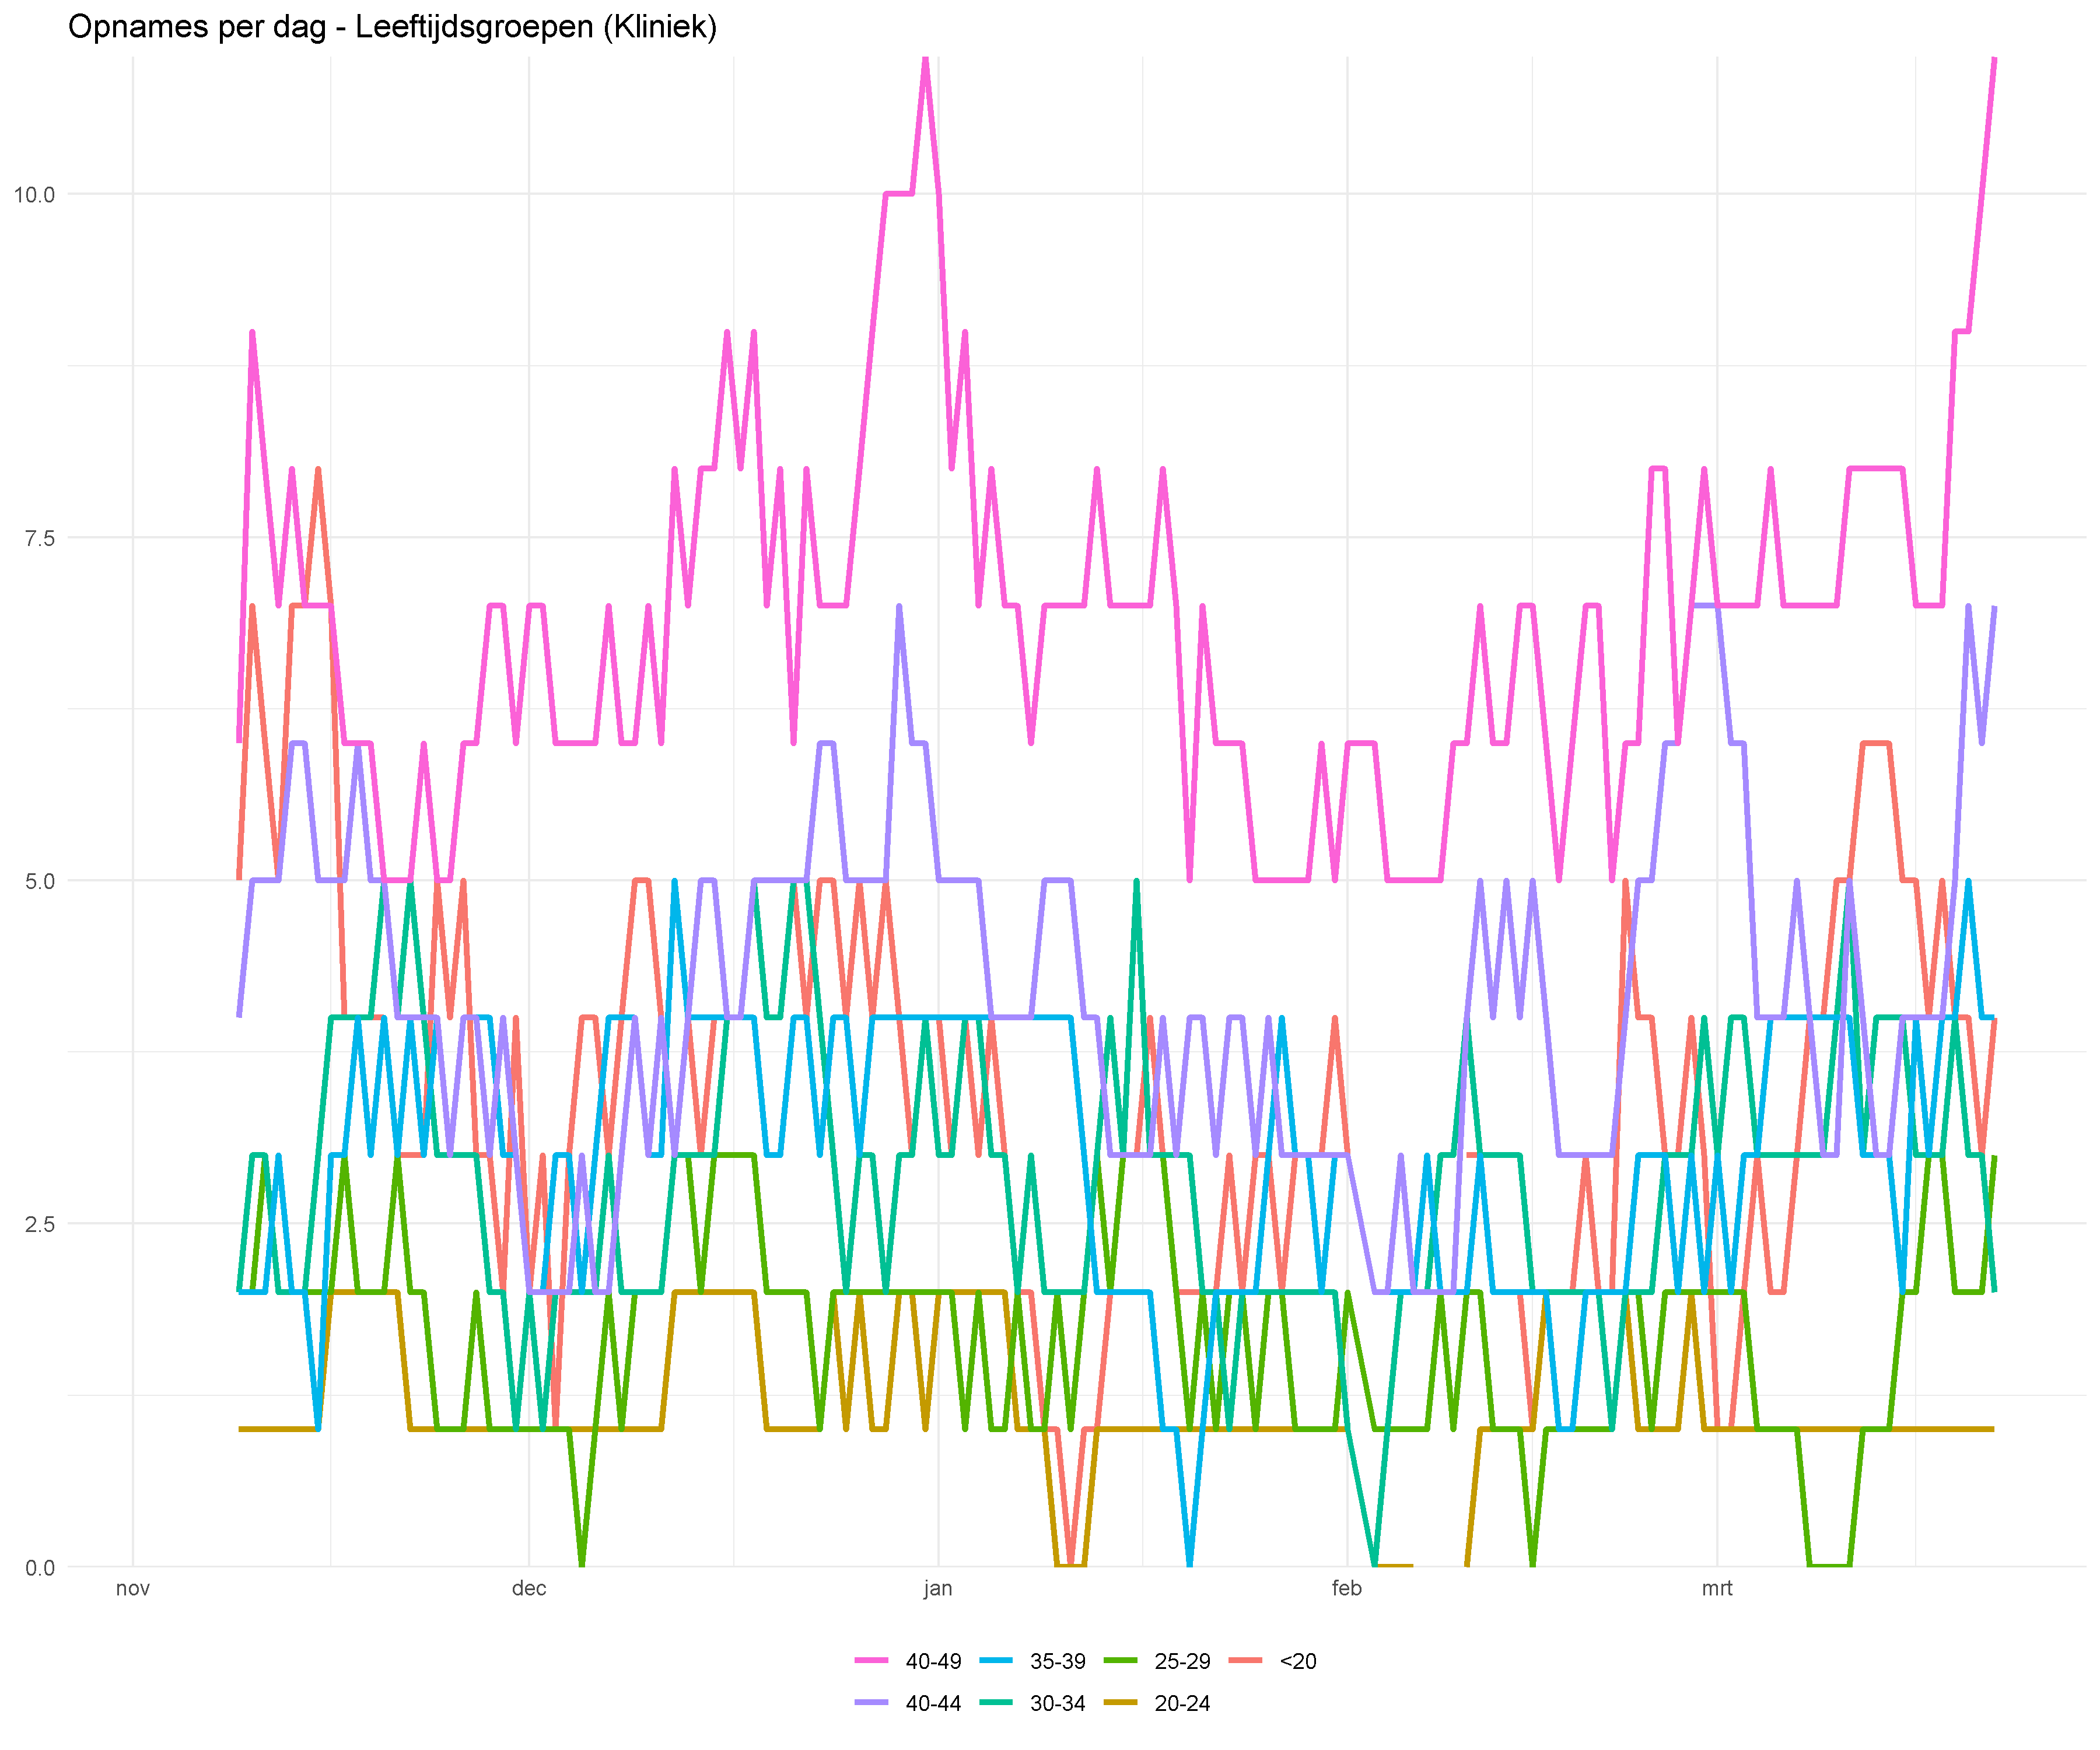 Opnames per dag - Leeftijdsgroepen (Kliniek)
10.0
7.5
5.0
2.5
0.0
nov dec jan feb mrt
40-49 35-39 25-29 <20
40-44 30-34 20-24